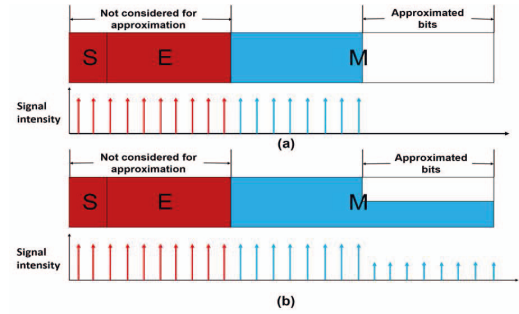 Not considered for
approximation
Approximated
bits
S E M
Signal
intensity
(a)
Not considered for
approximation
Approximated
bits
S E M
Signal
intensity
(b)